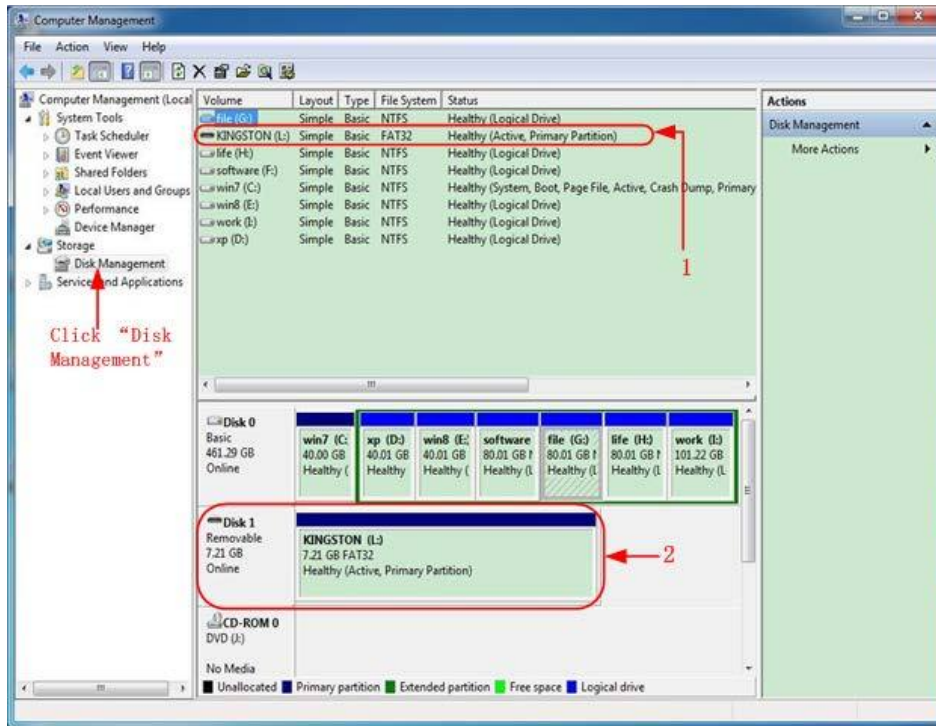 Computer Management
File Action View Help
Computer Management (Local
System Tools
Task Scheduler
Event Viewer
Shared Folders
Local Users and Groups
Performance
Device Manager
Storage
Disk Management
Services and Applications
Click “Disk
Management”
Volume Layout Type File System Status
file (G:) Simple Basic NTFS Healthy (Logical Drive)
KINGSTON (L:) Simple Basic FAT32 Healthy (Active, Primary Partition)
life (H:) Simple Basic NTFS Healthy (Logical Drive)
software (F:) Simple Basic NTFS Healthy (Logical Drive)
win7 (C:) Simple Basic NTFS Healthy (System, Boot, Page File, Active, Crash Dump, Primary
win8 (E:) Simple Basic NTFS Healthy (Logical Drive)
work (I:) Simple Basic NTFS Healthy (Logical Drive)
xp (D:) Simple Basic NTFS Healthy (Logical Drive)
1
Actions
Disk Management
More Actions
Disk 0
Basic
461.29 GB
Online
win7 (C:
40.00 GB
Healthy (
xp (D:)
40.01 GB
Healthy
win8 (E:
40.01 GB
Healthy (
software
80.01 GB N
Healthy (L
file (G:)
80.01 GB N
Healthy (L
life (H:)
80.01 GB N
Healthy (L
work (I:)
101.22 GB
Healthy (L
Disk 1
Removable
7.21 GB
Online
KINGSTON (L:)
7.21 GB FAT32
Healthy (Active, Primary Partition)
2
CD-ROM 0
DVD (J:)
No Media
Unallocated Primary partition Extended partition Free space Logical drive